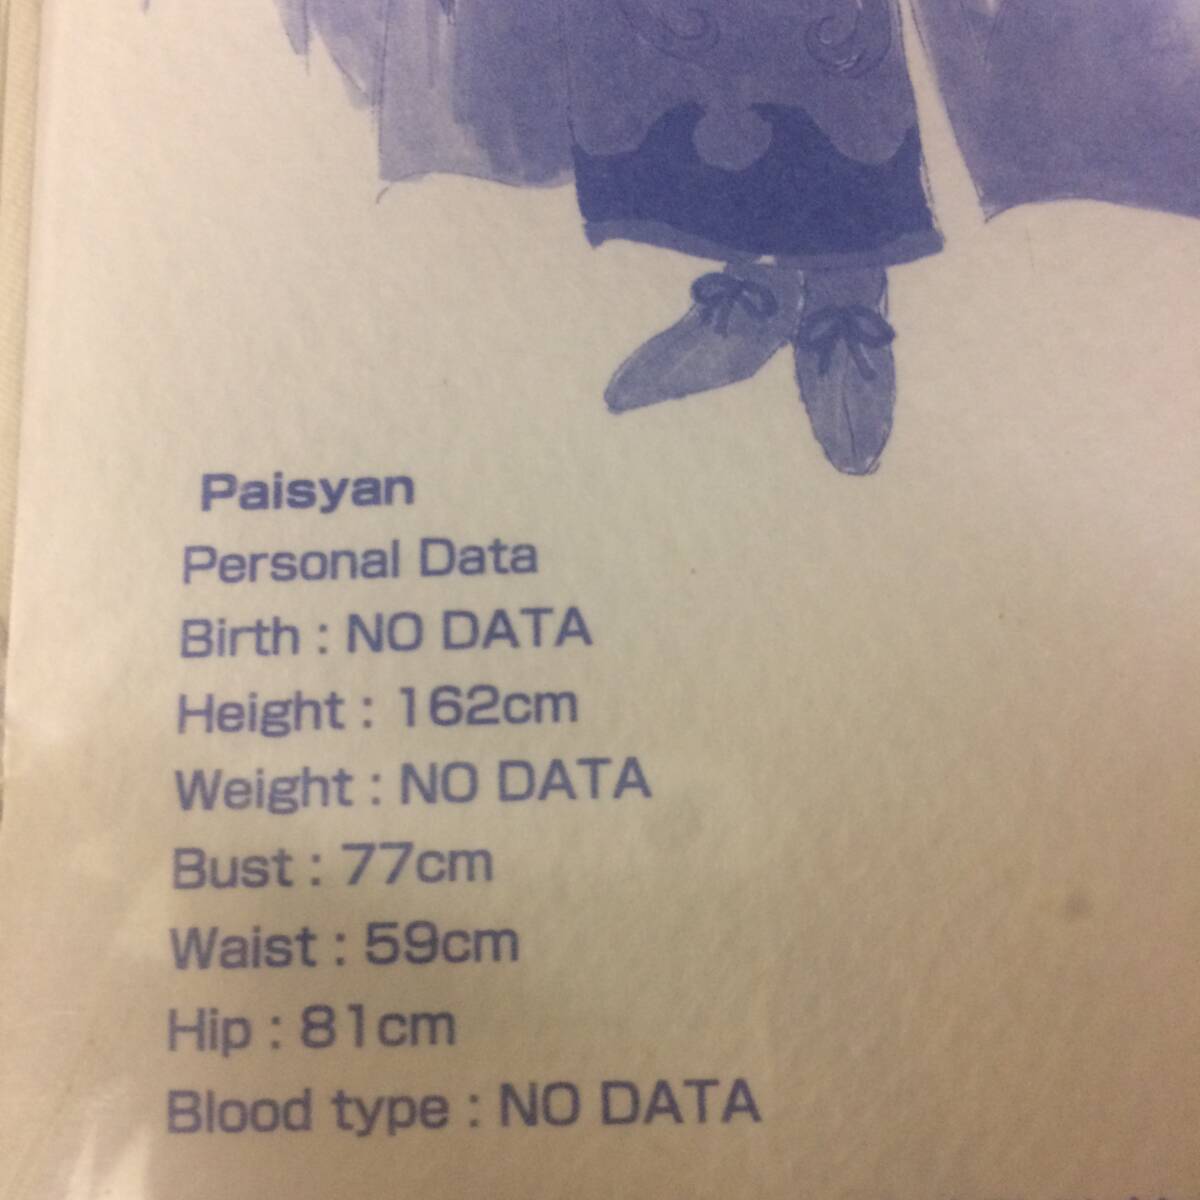 Paisyan
Personal Data
Birth : NO DATA
Height : 162cm
Weight : NO DATA
Bust : 77cm
Waist : 59cm
Hip : 81cm
Blood type : NO DATA